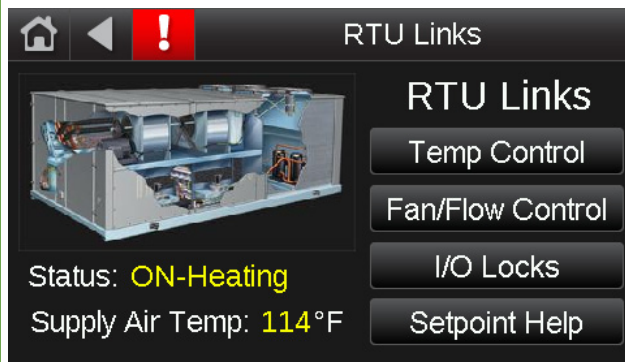 RTU Links
RTU Links
Temp Control
Fan/Flow Control
I/O Locks
Setpoint Help
Status: ON-Heating
Supply Air Temp: 114°F